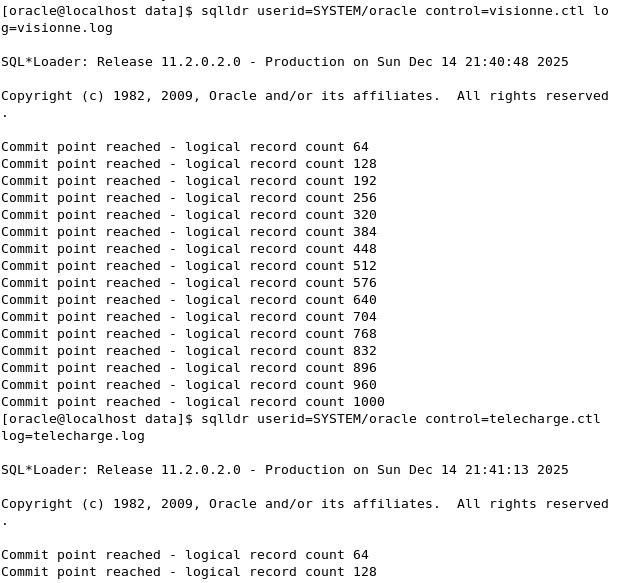 [oracle@localhost data]$ sqlldr userid=SYSTEM/oracle control=visionne.ctl lo
g=visionne.log
SQL*Loader: Release 11.2.0.2.0 - Production on Sun Dec 14 21:40:48 2025
Copyright (c) 1982, 2009, Oracle and/or its affiliates.  All rights reserved
.
Commit point reached - logical record count 64
Commit point reached - logical record count 128
Commit point reached - logical record count 192
Commit point reached - logical record count 256
Commit point reached - logical record count 320
Commit point reached - logical record count 384
Commit point reached - logical record count 448
Commit point reached - logical record count 512
Commit point reached - logical record count 576
Commit point reached - logical record count 640
Commit point reached - logical record count 704
Commit point reached - logical record count 768
Commit point reached - logical record count 832
Commit point reached - logical record count 896
Commit point reached - logical record count 960
Commit point reached - logical record count 1000
[oracle@localhost data]$ sqlldr userid=SYSTEM/oracle control=telecharge.ctl
log=telecharge.log
SQL*Loader: Release 11.2.0.2.0 - Production on Sun Dec 14 21:41:13 2025
Copyright (c) 1982, 2009, Oracle and/or its affiliates.  All rights reserved
.
Commit point reached - logical record count 64
Commit point reached - logical record count 128